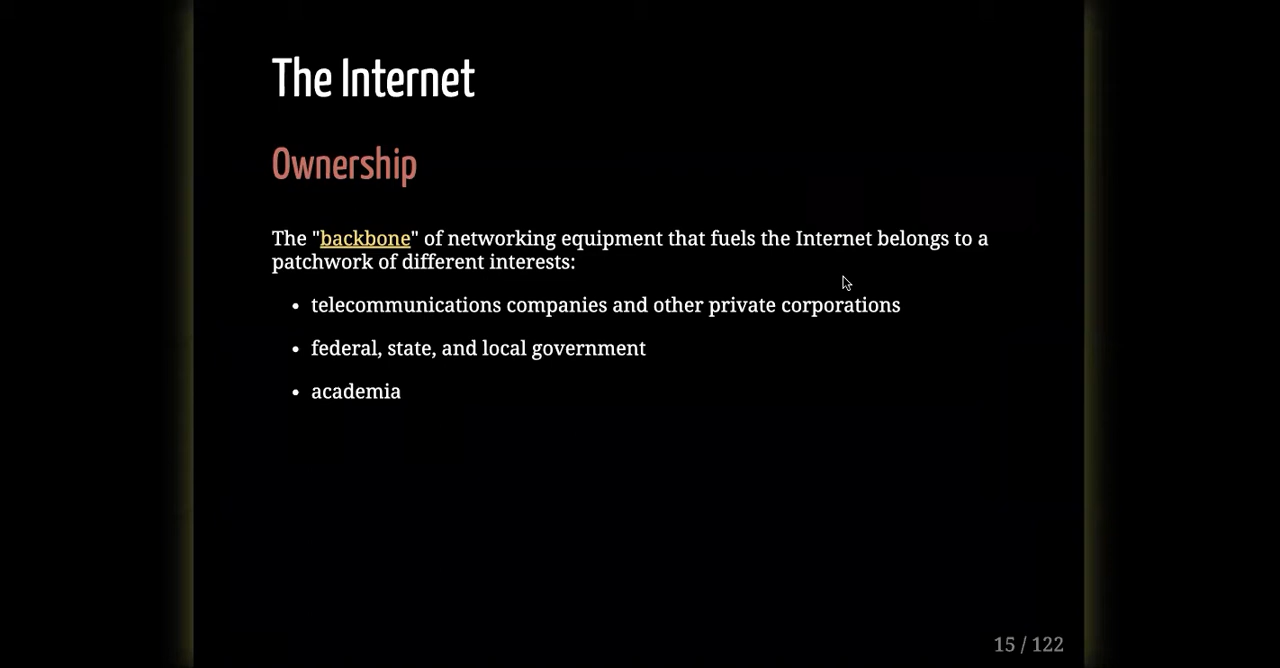 The Internet
Ownership
The "backbone" of networking equipment that fuels the Internet belongs to a
patchwork of different interests:
• telecommunications companies and other private corporations
• federal, state, and local government
• academia
15 / 122